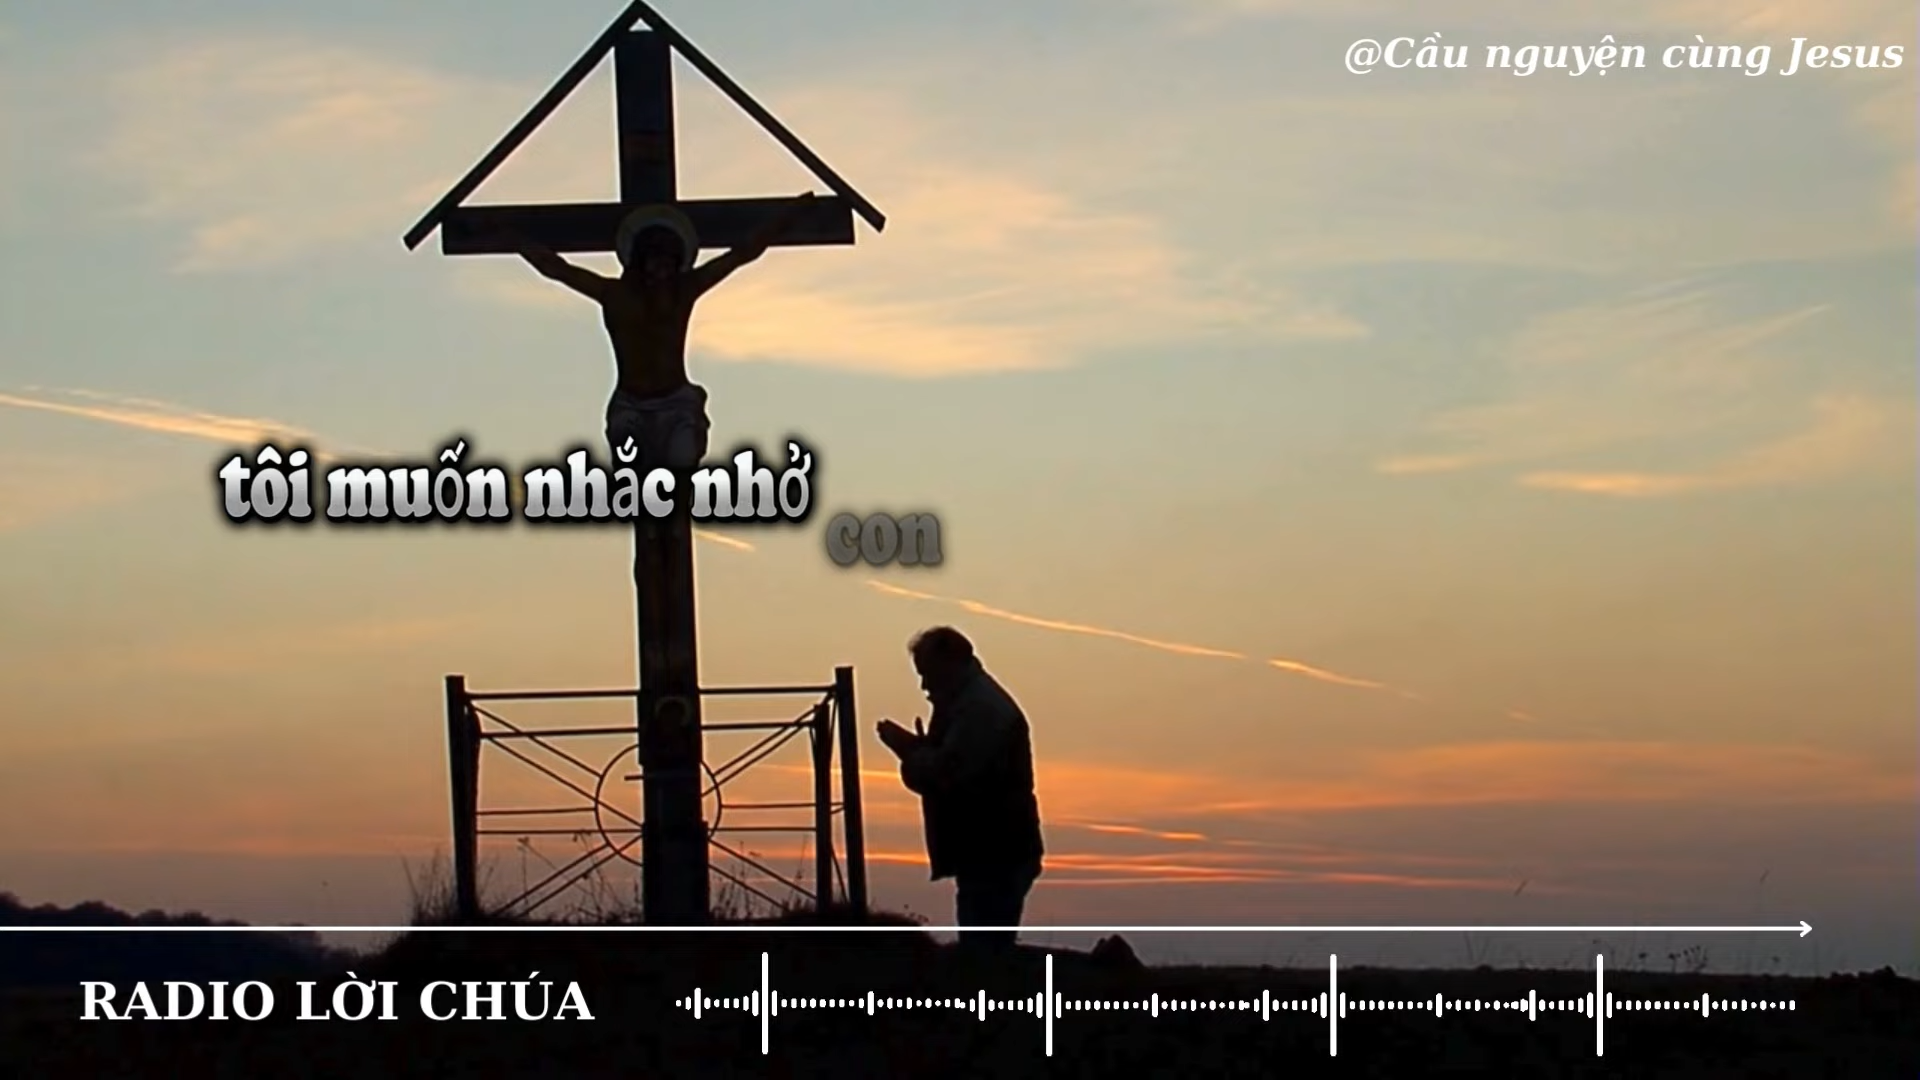 @Cầu nguyện cùng Jesus
tôi muốn nhắc nhở con
RADIO LỜI CHÚA